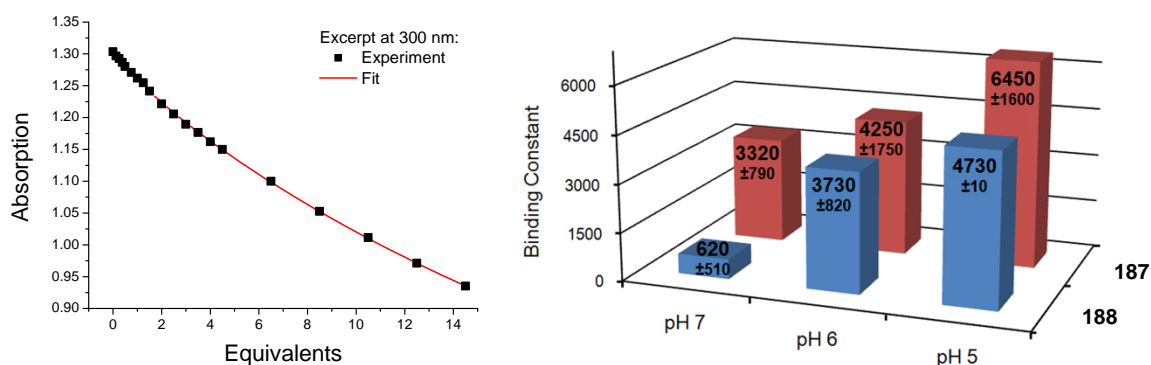 1.35
1.30
1.25
1.20
1.15
1.10
1.05
1.00
0.95
0.90
Absorption
0 2 4 6 8 10 12 14
Equivalents
Excerpt at 300 nm:
Experiment
Fit
Binding Constant
6000
4500
3000
1500
0
3320
±790
4250
±1750
6450
±1600
620
±510
3730
±820
4730
±10
pH 7
pH 6
pH 5
187
188